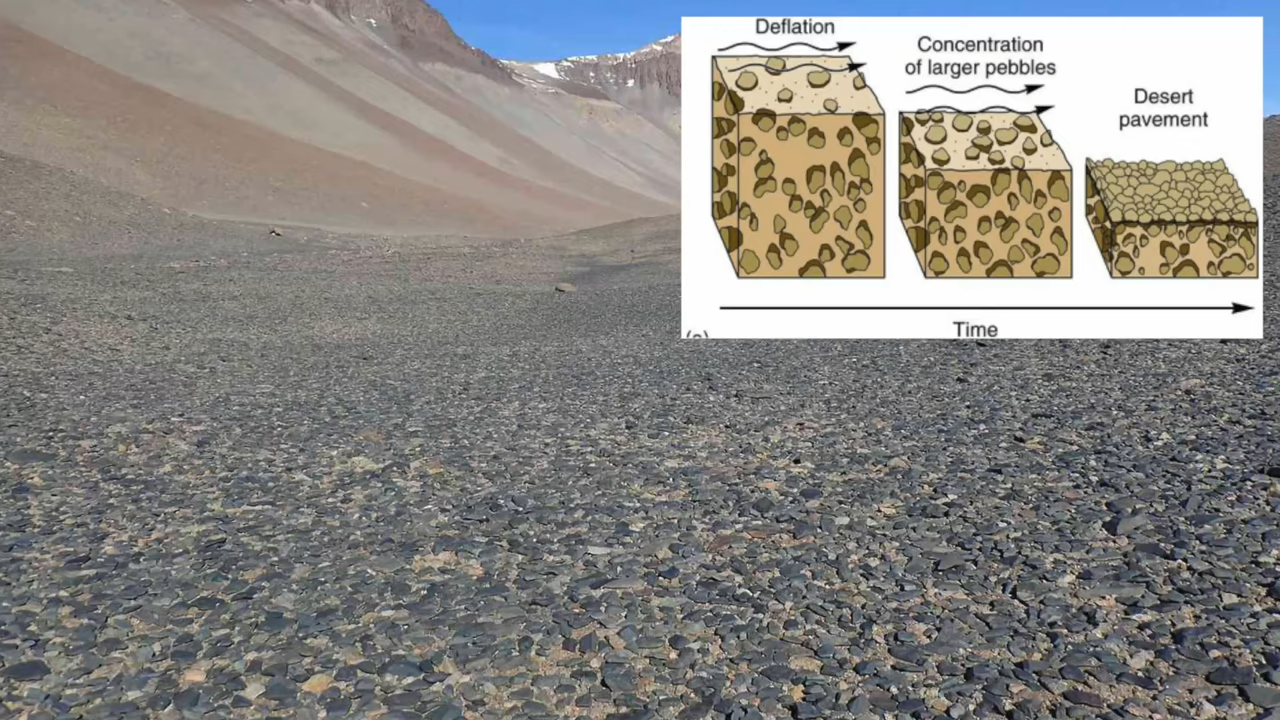 Deflation
Concentration
of larger pebbles
Desert
pavement
Time